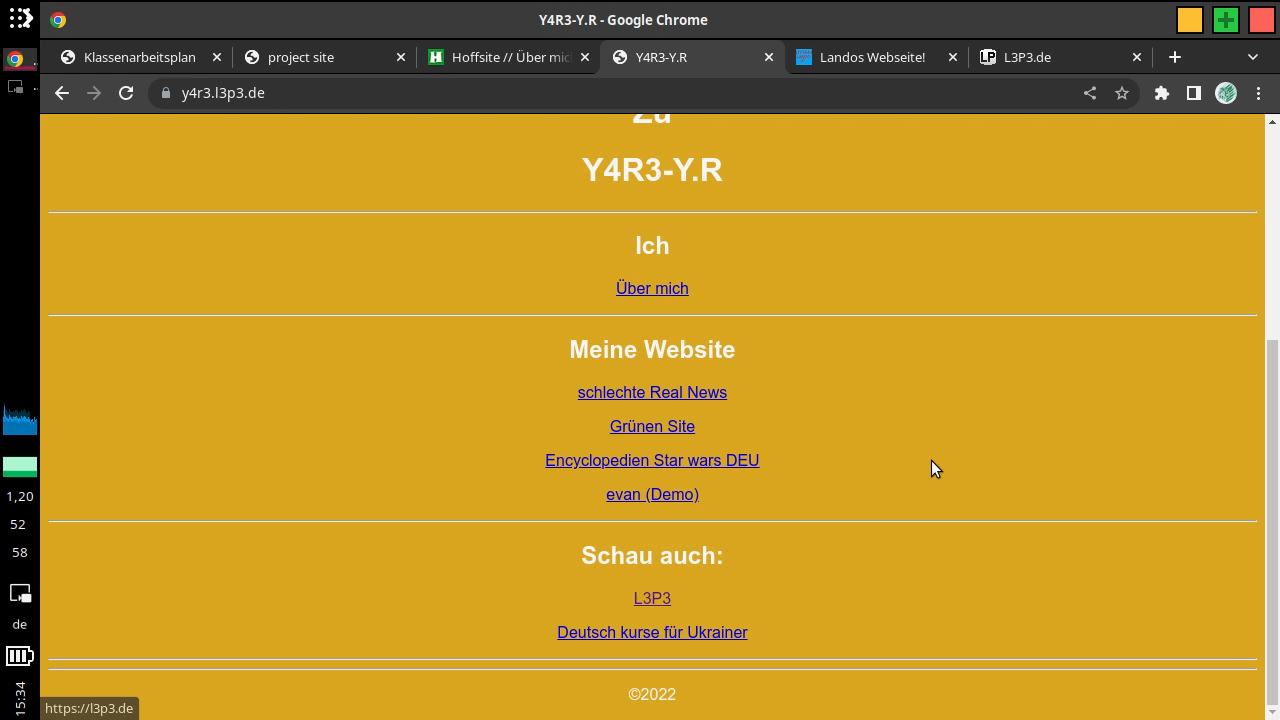 Y4R3-Y.R - Google Chrome
Klassenarbeitsplan
project site
Hoffsite // Über mic
Y4R3-Y.R
Landos Webseite!
L3P3.de
y4r3.l3p3.de
Zu
Y4R3-Y.R
Ich
Über mich
Meine Website
schlechte Real News
Grünen Site
Encyclopedien Star wars DEU
evan (Demo)
Schau auch:
L3P3
Deutsch kurse für Ukrainer
©2022
https://l3p3.de
1,20
52
58
de
15:34